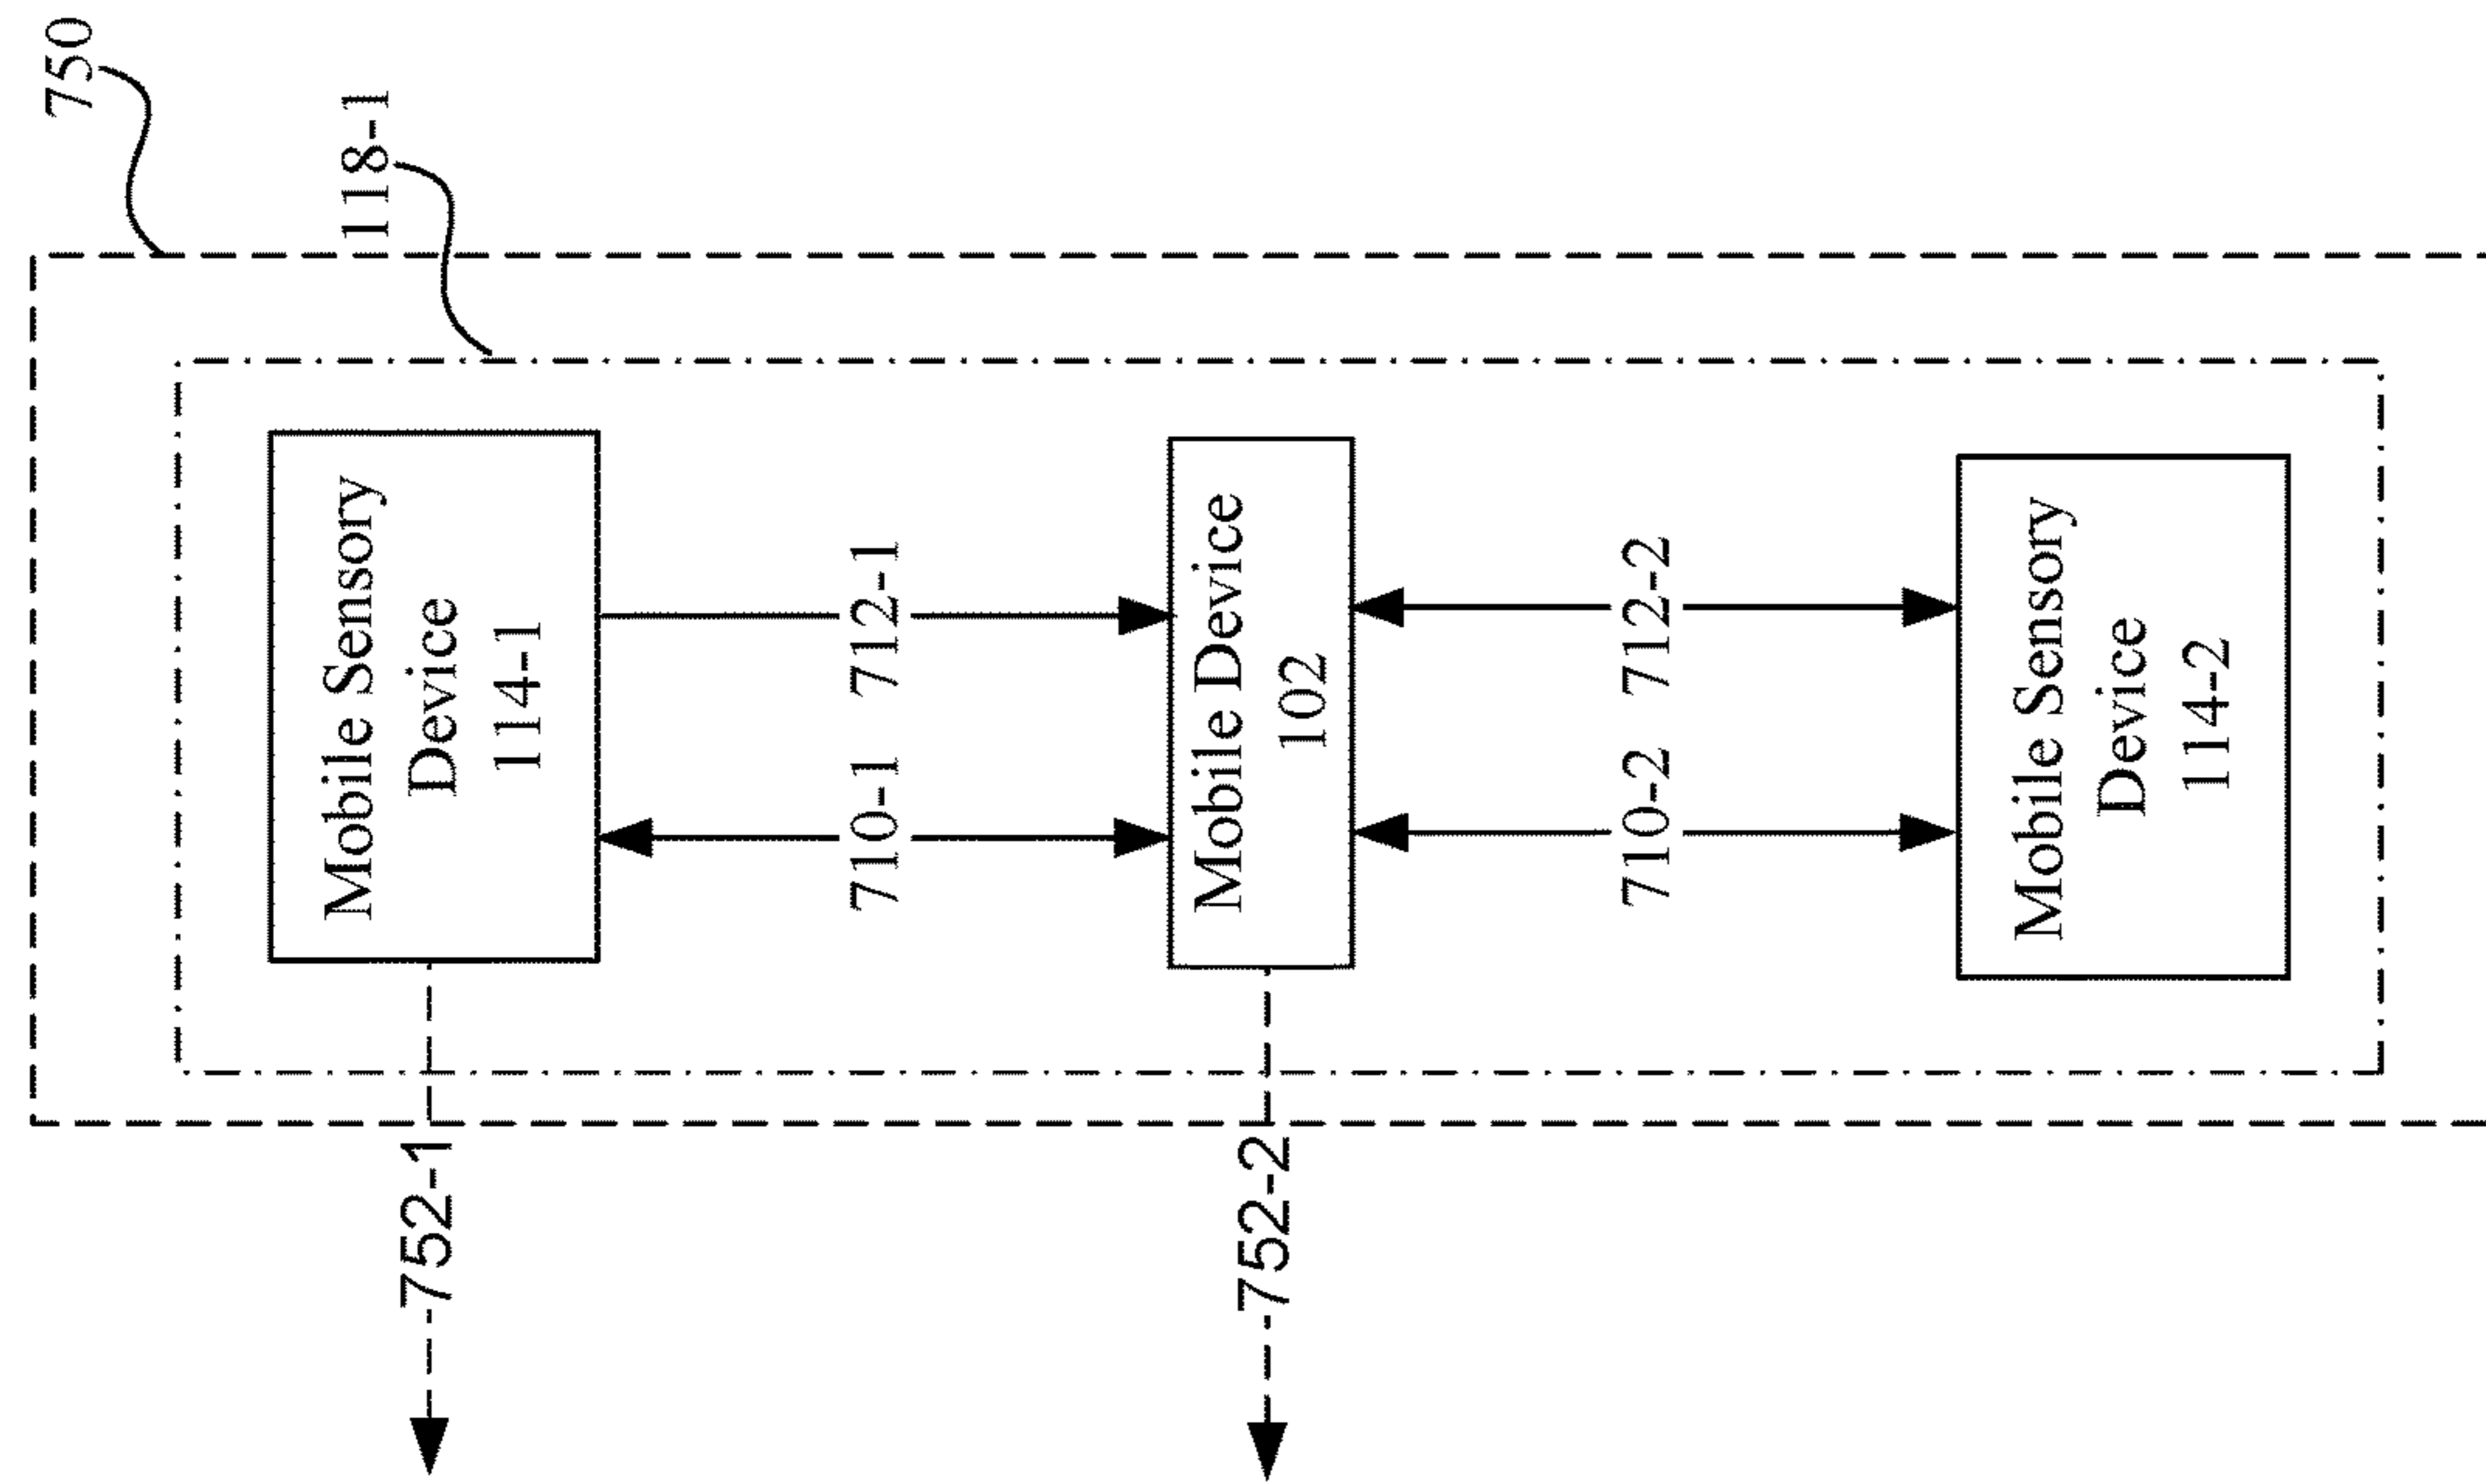 750
118-1
Mobile Sensory
Device
114-1
752-1
710-1
712-1
Mobile Device
102
752-2
710-2
712-2
Mobile Sensory
Device
114-2